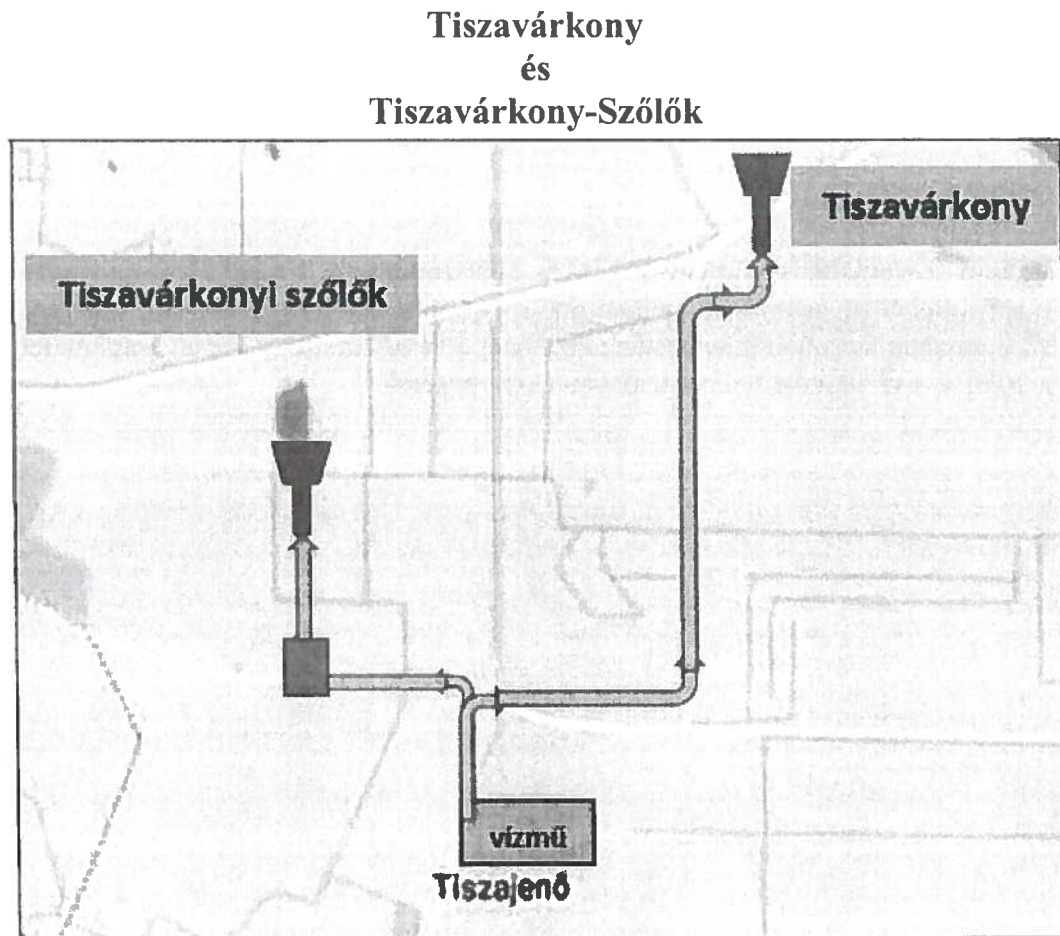 Tiszavárkony
és
Tiszavárkony-Szőlők
Tiszavárkony
Tiszavárkonyi szőlők
vízmű
Tiszajenő